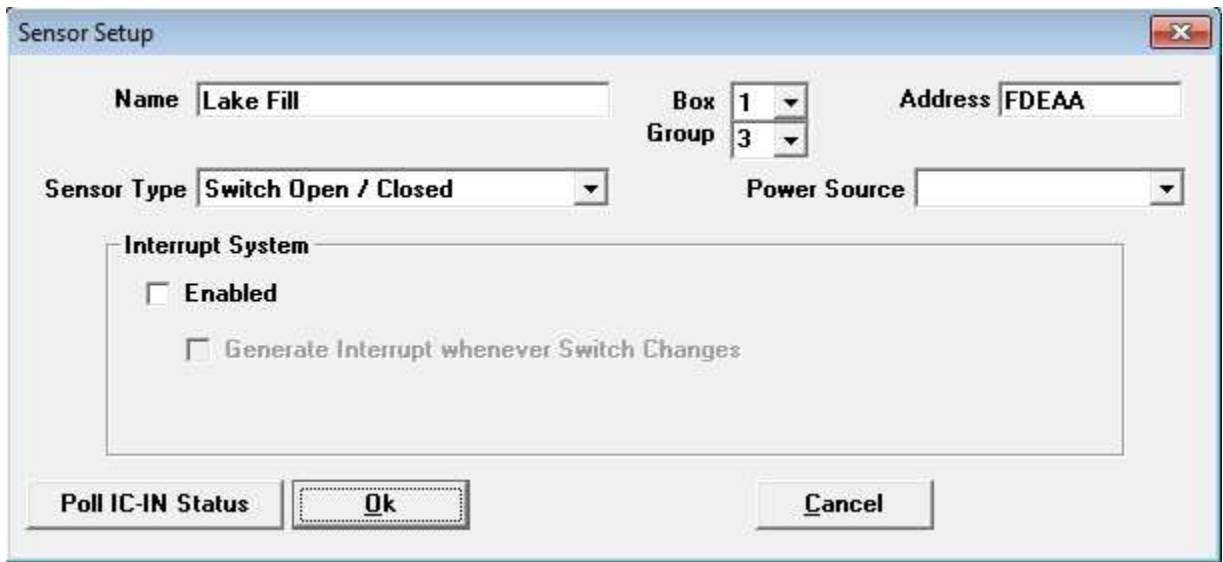 Sensor Setup
Name Lake Fill Box 1 Address FDEAA
Group 3
Sensor Type Switch Open / Closed Power Source
Interrupt System
Enabled
Generate Interrupt whenever Switch Changes
Poll IC-IN Status Ok Cancel